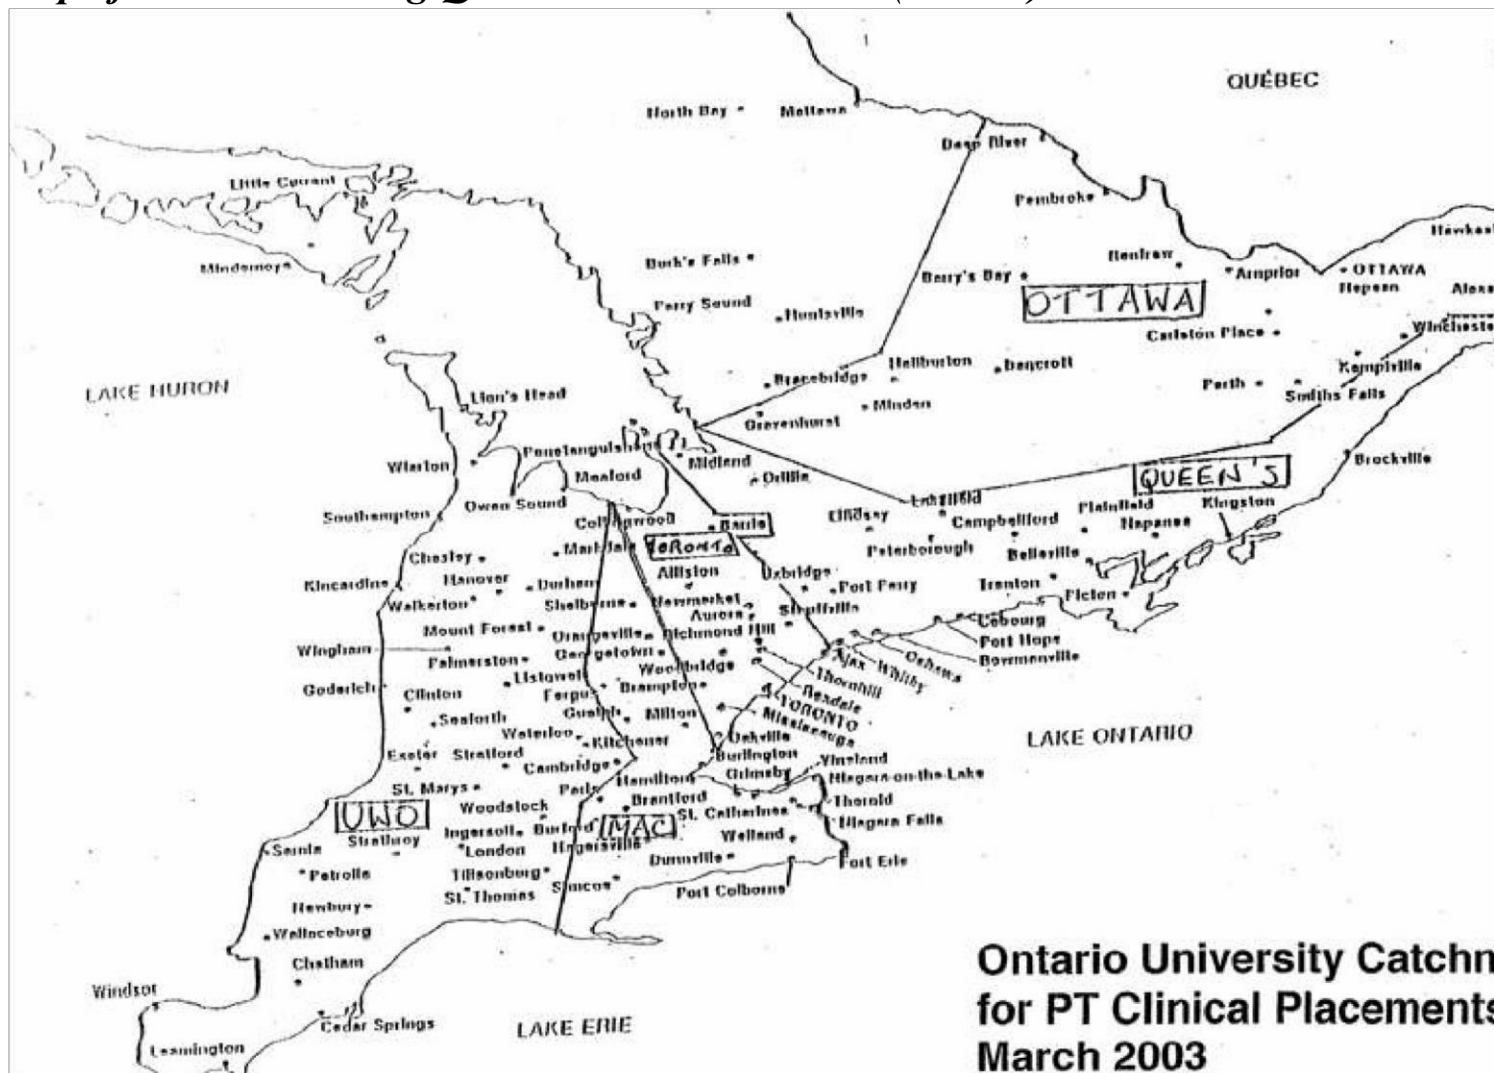 QUÉBEC
North Bay
Mattawa
Deep River
Little Current
Pembroke
Mindemoya
Burk's Falls
Renfrew
Barry's Bay
Arnprior
OTTAWA
Nepean
Parry Sound
OTTAWA
Huntsville
Carleton Place
Winchester
LAKE HURON
Haliburton
Bancroft
Kemptville
Bracebridge
Perth
Smiths Falls
Lion's Head
Minden
Gravenhurst
Penetanguishene
Wiarton
Midland
Meaford
Orillia
QUEEN'S
Brockville
Owen Sound
Lakefield
Plainfield
Kingston
Southampton
Collingwood
Barrie
Lindsay
Campbellford
Napanee
Chesley
Markdale
TORONTO
Peterborough
Belleville
Kincardine
Hanover
Durham
Alliston
Uxbridge
Port Perry
Trenton
Picton
Walkerton
Shelburne
Newmarket
Stouffville
Aurora
Cobourg
Mount Forest
Orangeville
Richmond Hill
Port Hope
Wingham
Palmerston
Georgetown
Woodbridge
Ajax
Whitby
Oshawa
Bowmanville
Goderich
Clinton
Listowel
Fergus
Brampton
Thornhill
Rexdale
TORONTO
Mississauga
Seaforth
Guelph
Milton
Waterloo
Kitchener
Oakville
LAKE ONTARIO
Exeter
Stratford
Cambridge
Burlington
Hamilton
Grimsby
Vineland
Niagara-on-the-Lake
St. Marys
Paris
Woodstock
Brantford
St. Catharines
Thorold
UWO
Ingersoll
Burford
MAC
Niagara Falls
Strathroy
London
Hagersville
Welland
Sarnia
Petrolia
Tillsonburg
Dunnville
Fort Erie
St. Thomas
Simcoe
Port Colborne
Newbury
Wallaceburg
Chatham
Windsor
Cedar Springs
LAKE ERIE
Leamington
Ontario University Catchm
for PT Clinical Placements
March 2003